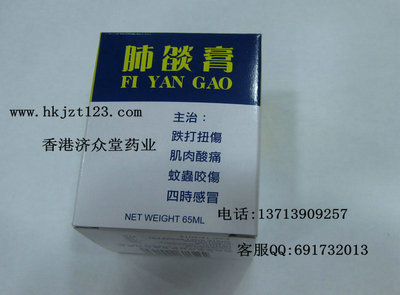 肺燄膏
FI YAN GAO
www.hkjzt123.com
主治：
香港济众堂药业
跌打扭傷
肌肉酸痛
蚊蟲咬傷
四時感冒
NET WEIGHT 65ML
电话:13713909257
客服QQ:691732013